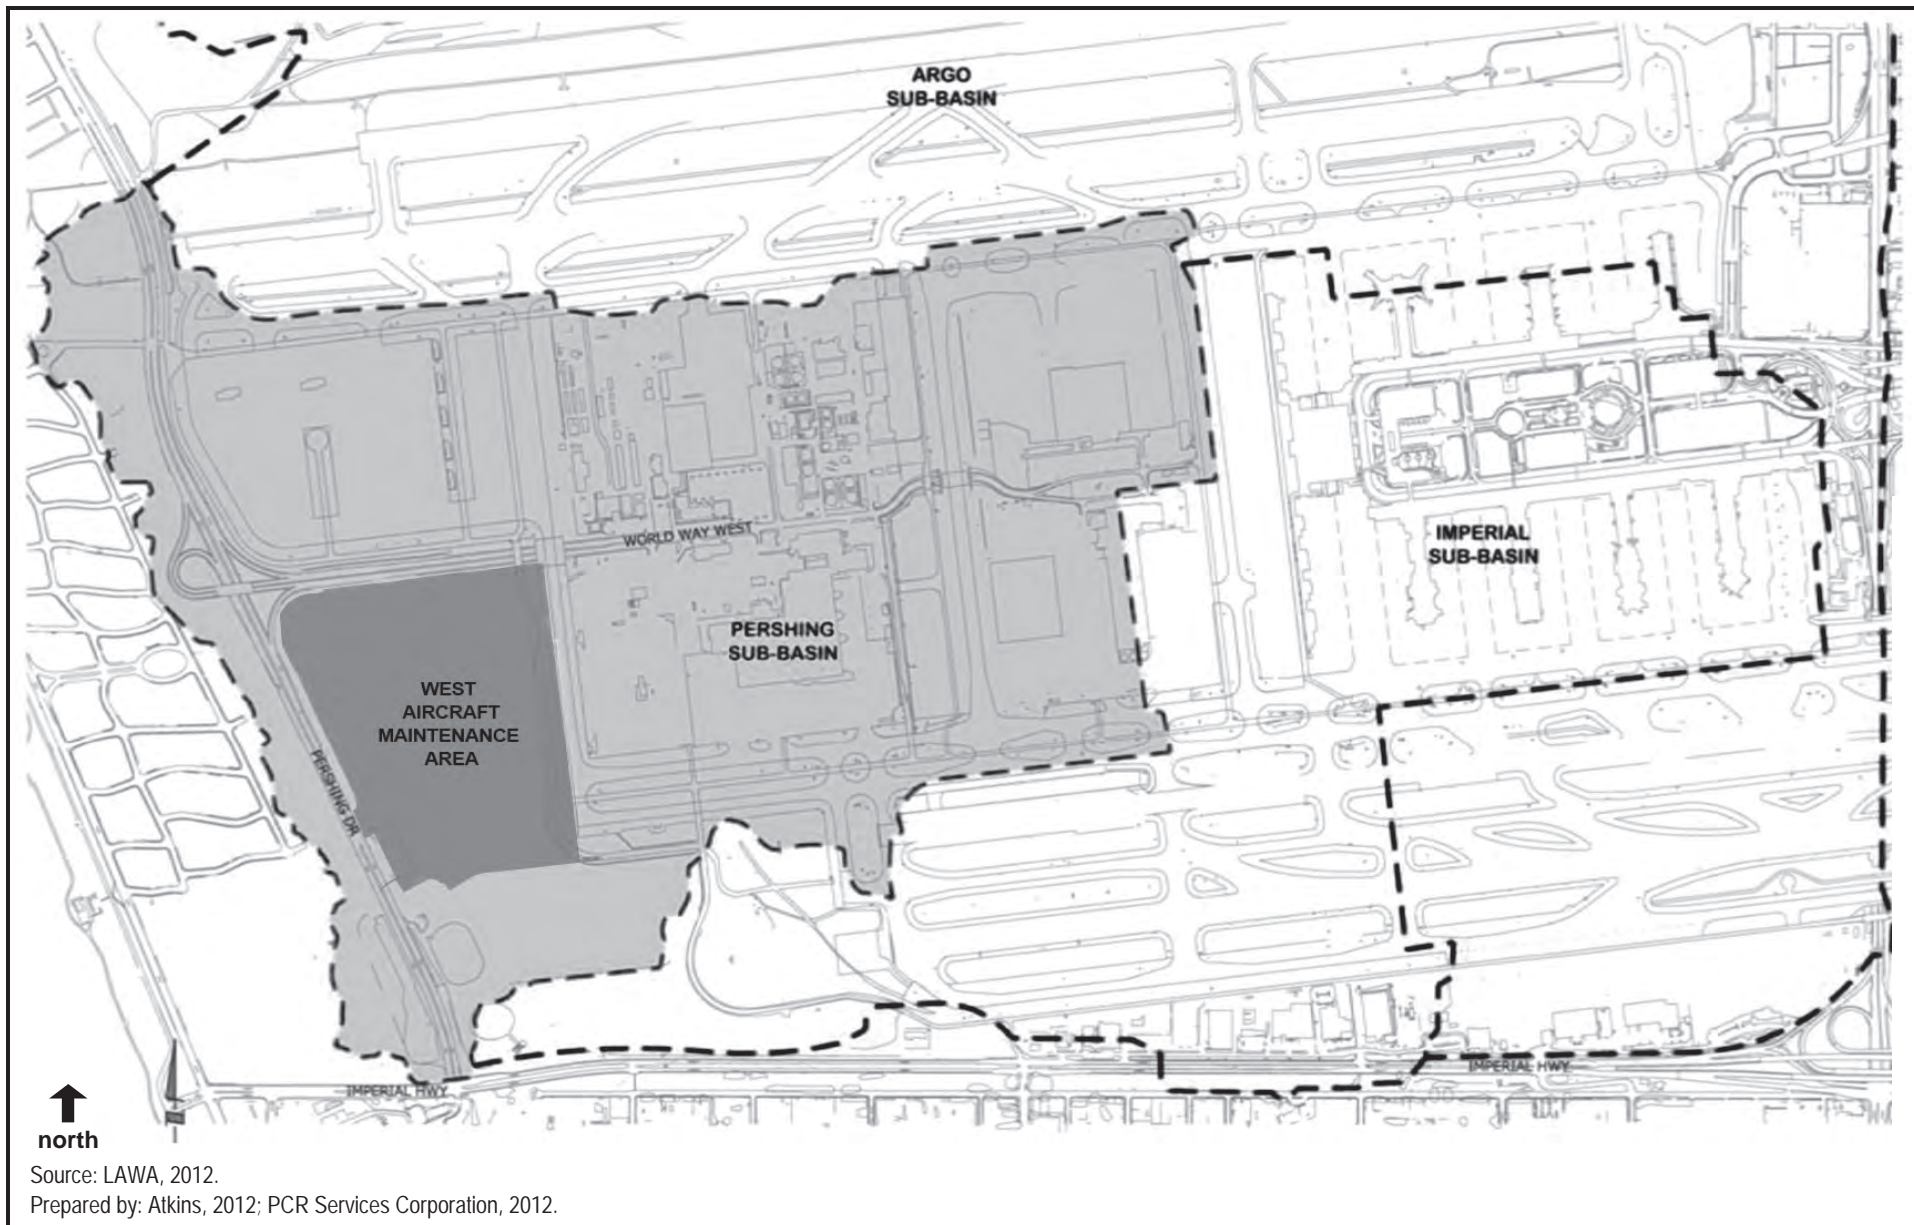 ARGO
SUB-BASIN
WORLD WAY WEST
IMPERIAL
SUB-BASIN
PERSHING
SUB-BASIN
WEST
AIRCRAFT
MAINTENANCE
AREA
PERSHING DR
IMPERIAL HWY
IMPERIAL HWY
north
Source: LAWA, 2012.
Prepared by: Atkins, 2012; PCR Services Corporation, 2012.